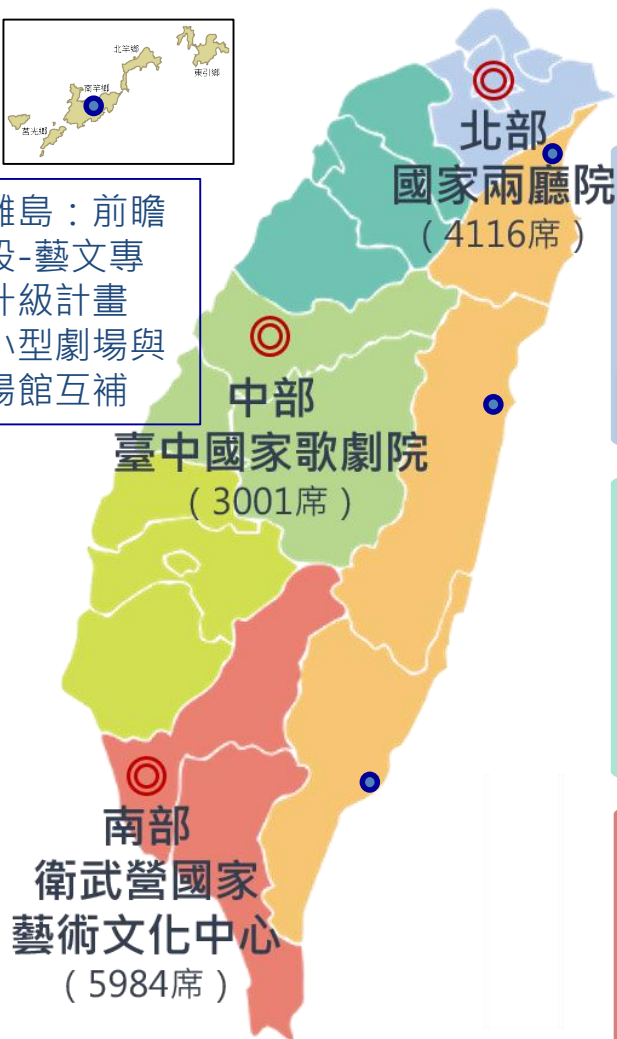 北竿鄉
東引鄉
南竿鄉
莒光鄉
離島：前瞻
設-藝文專
升級計畫
小型劇場與
場館互補
北部
國家兩廳院
（4116席）
中部
臺中國家歌劇院
（3001席）
南部
衛武營國家
藝術文化中心
（5984席）